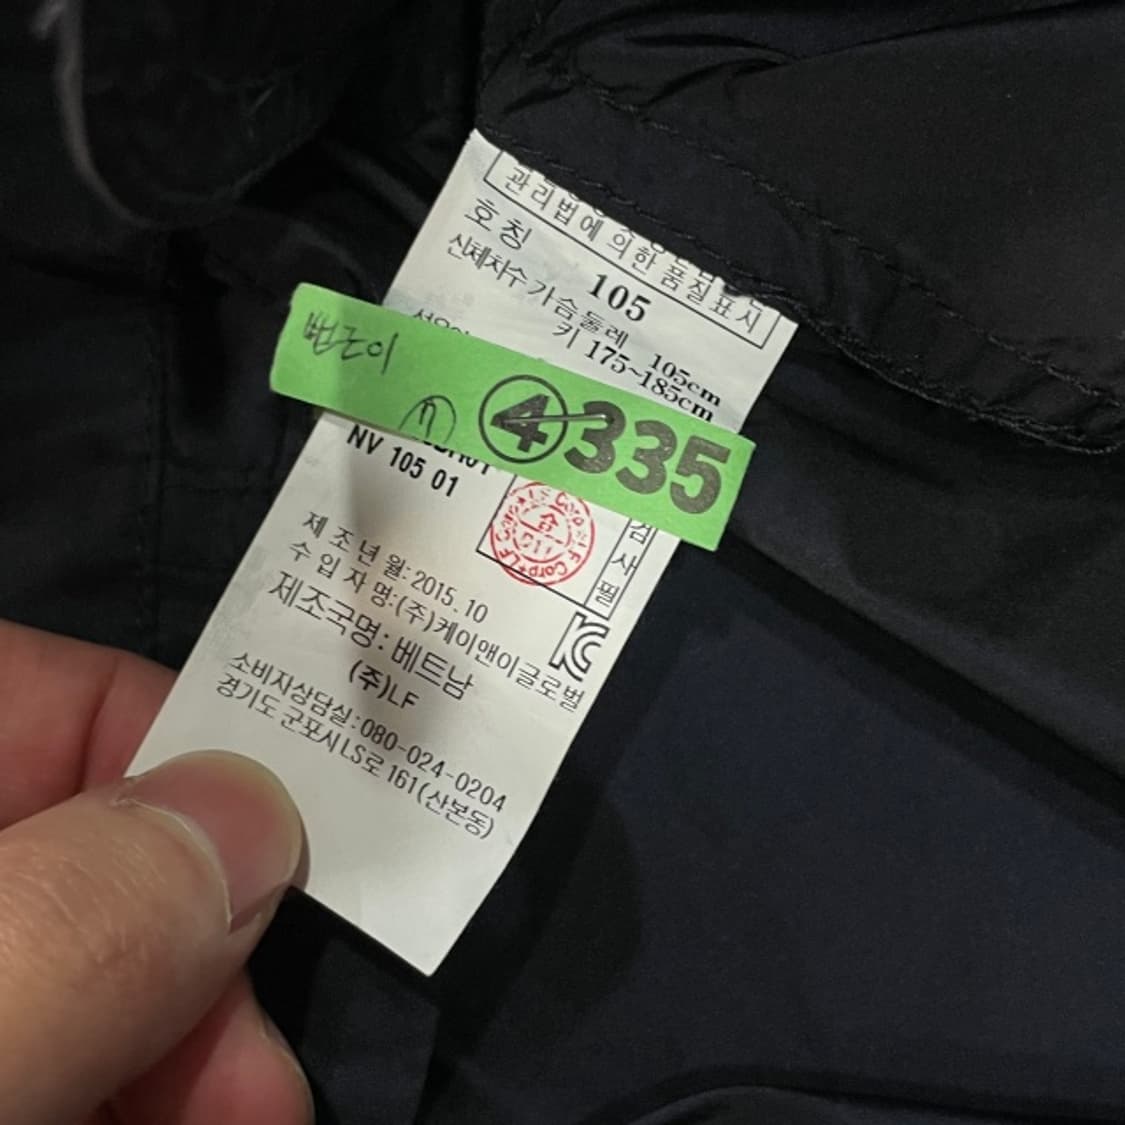 관리법에 의한 품질표시
호칭 105
신체치수 가슴둘레 105cm
키 175~185cm
④335
NV 105 01
검사필
제조년월: 2015.10
수입자명:(주)케이앤이글로벌
제조국명: 베트남
(주)LF
소비자상담실:080-024-0204
경기도 군포시 LS로 161(산본동)